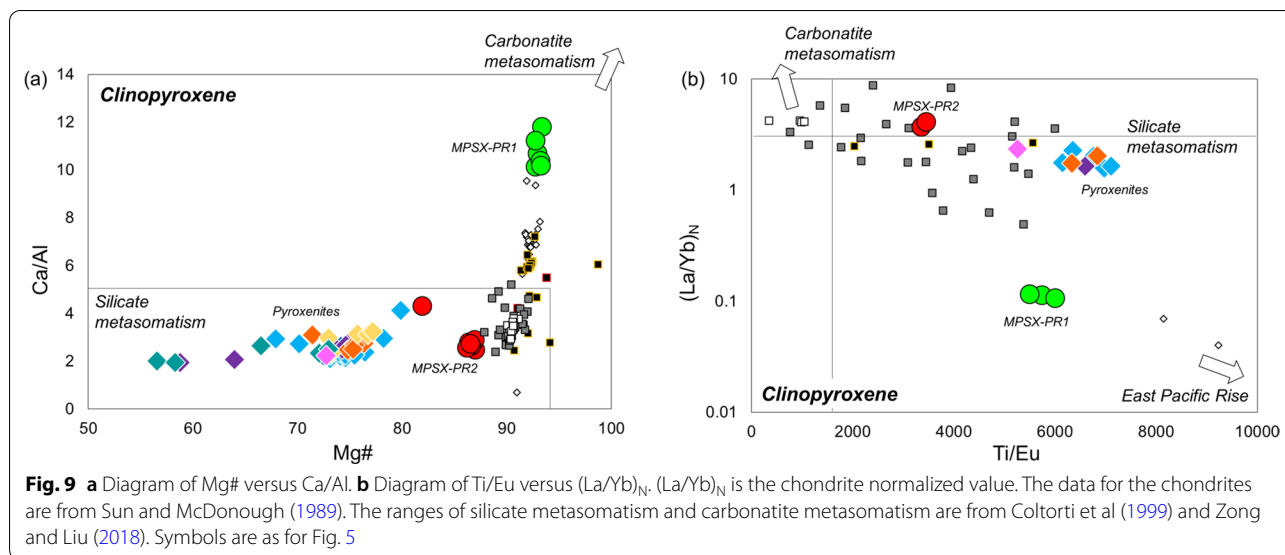 Carbonatite
metasomatism
(a)
14
12
10
8
6
4
2
0
Ca/Al
Clinopyroxene
MPSX-PR1
Silicate
metasomatism
Pyroxenites
MPSX-PR2
50
60
70
80
90
100
Mg#
Carbonatite
metasomatism
(b)
10
1
0.1
0.01
(La/Yb)N
MPSX-PR2
Silicate
metasomatism
Pyroxenites
MPSX-PR1
East Pacific Rise
Clinopyroxene
0
2000
4000
6000
8000
10000
Ti/Eu
Fig. 9 a Diagram of Mg# versus Ca/Al. b Diagram of Ti/Eu versus (La/Yb)N. (La/Yb)N is the chondrite normalized value. The data for the chondrites
are from Sun and McDonough (1989). The ranges of silicate metasomatism and carbonatite metasomatism are from Coltorti et al (1999) and Zong
and Liu (2018). Symbols are as for Fig. 5